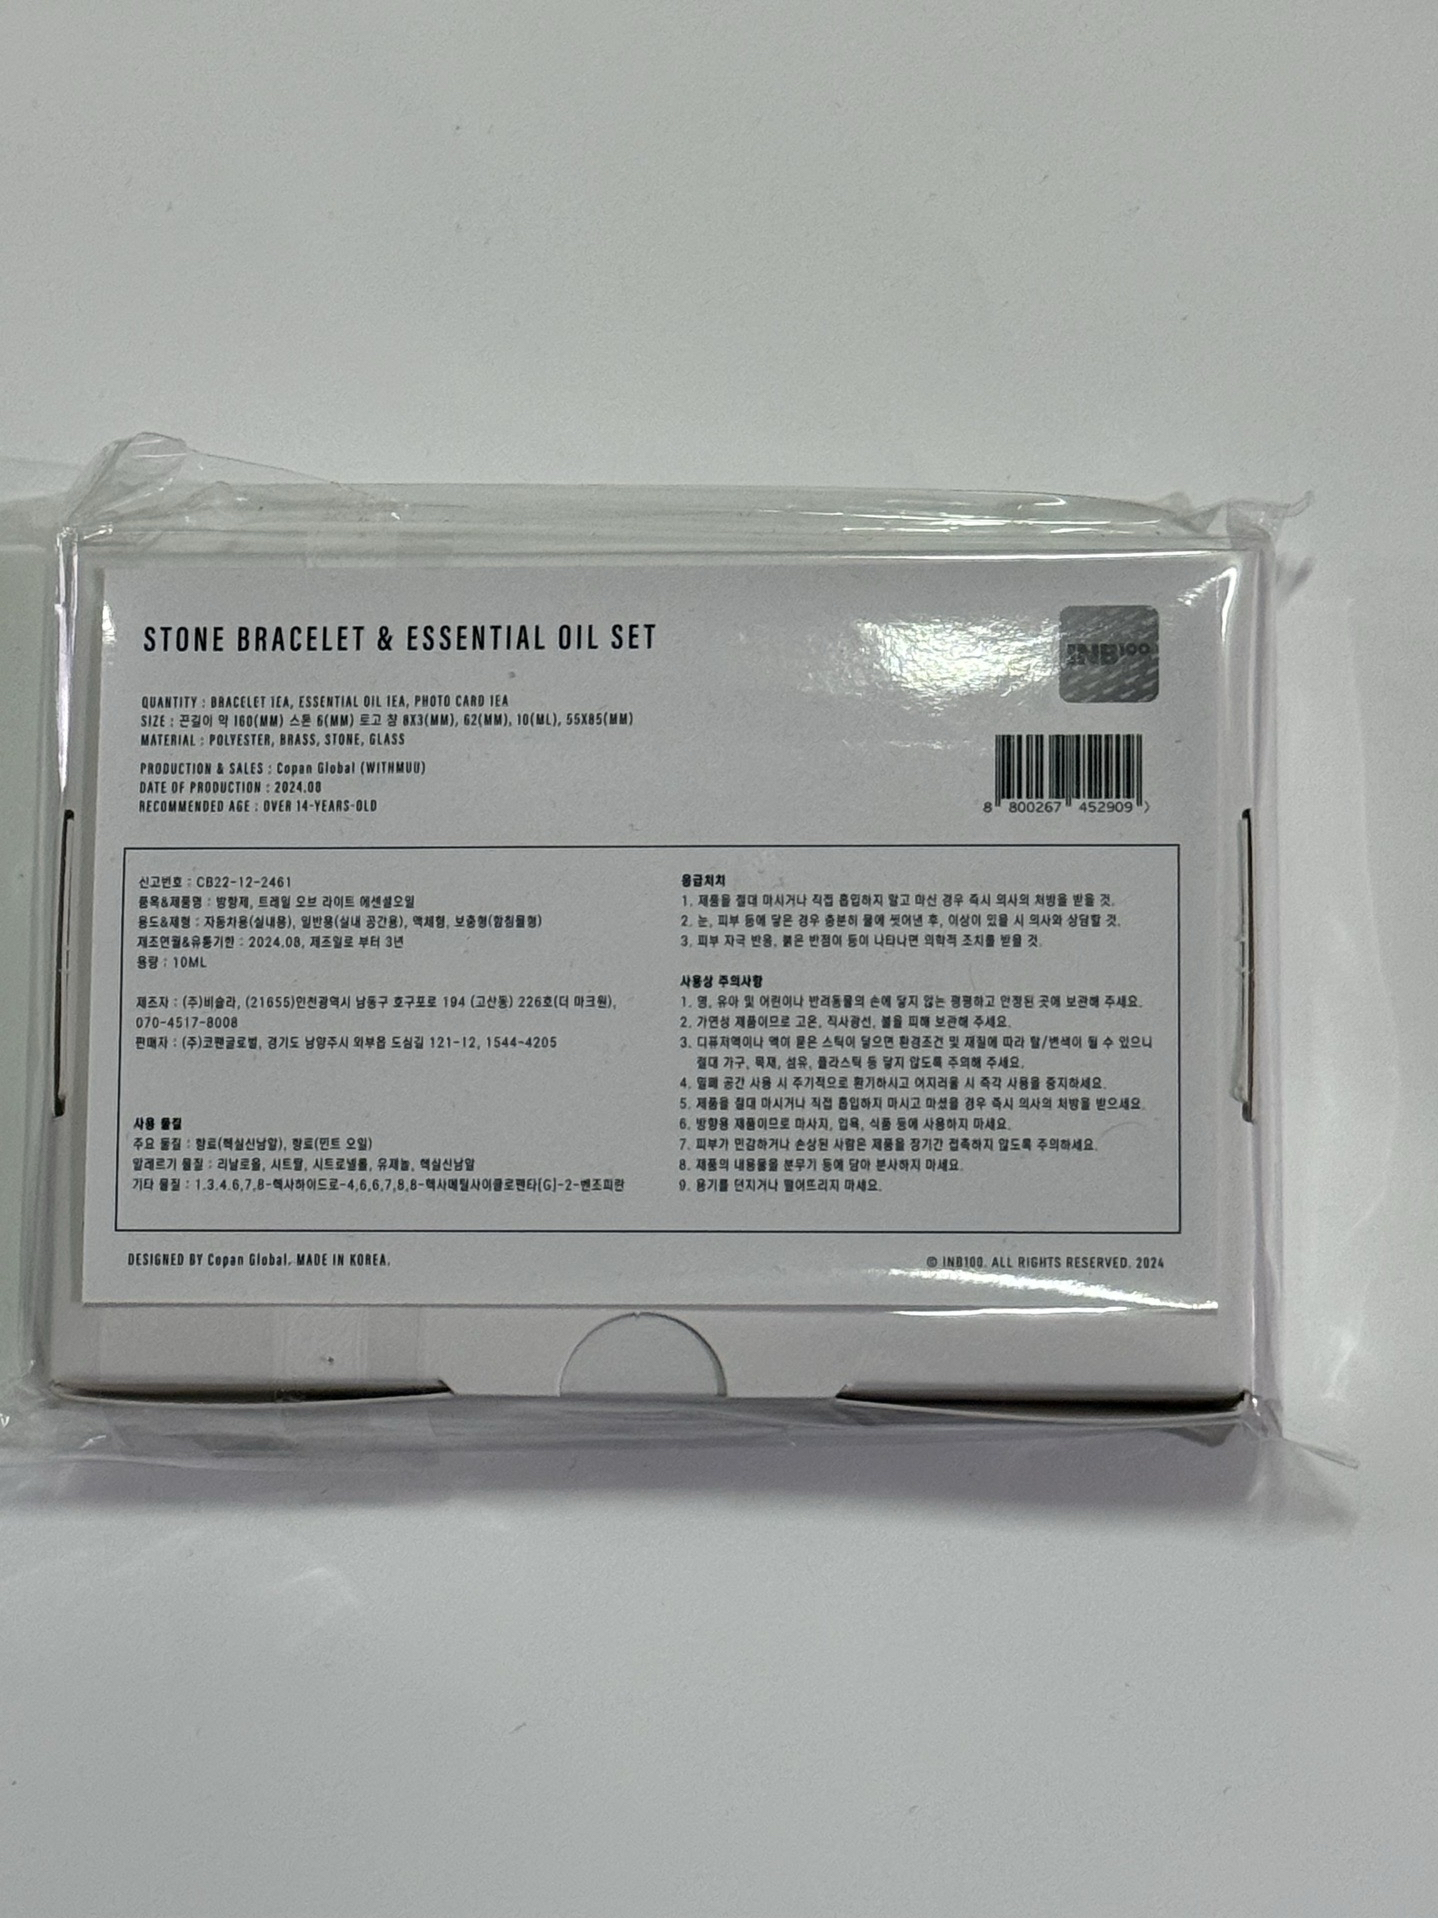 STONE BRACELET & ESSENTIAL OIL SET
INB100
QUANTITY : BRACELET 1EA, ESSENTIAL OIL 1EA, PHOTO CARD 1EA
SIZE : 끈길이 약 160(MM) 스톤 6(MM) 로고 참 8X3(MM), 62(MM), 10(ML), 55X85(MM)
MATERIAL : POLYESTER, BRASS, STONE, GLASS
PRODUCTION & SALES : Copan Global (WITHMUU)
DATE OF PRODUCTION : 2024.08
RECOMMENDED AGE : OVER 14-YEARS-OLD
8 800267 452909
신고번호 : CB22-12-2461
품목&제품명 : 방향제, 트레일 오브 라이트 에센셜오일
용도&제형 : 자동차용(실내용), 일반용(실내 공간용), 액체형, 보충형(함침물형)
제조연월&유통기한 : 2024.08, 제조일로 부터 3년
용량 : 10ML
제조자 : (주)비슬라, (21655)인천광역시 남동구 호구포로 194 (고산동) 226호(더 마크원),
070-4517-8008
판매자 : (주)코팬글로벌, 경기도 남양주시 와부읍 도심길 121-12, 1544-4205
사용 물질
주요 물질 : 향료(헥실신남알), 향료(민트 오일)
알레르기 물질 : 리날로올, 시트랄, 시트로넬롤, 유제놀, 헥실신남알
기타 물질 : 1,3,4,6,7,8-헥사하이드로-4,6,6,7,8,8-헥사메틸사이클로펜타[G]-2-벤조피란
응급처치
1. 제품을 절대 마시거나 직접 흡입하지 말고 마신 경우 즉시 의사의 처방을 받을 것.
2. 눈, 피부 등에 닿은 경우 충분히 물에 씻어낸 후, 이상이 있을 시 의사와 상담할 것.
3. 피부 자극 반응, 붉은 반점이 등이 나타나면 의학적 조치를 받을 것.
사용상 주의사항
1. 영, 유아 및 어린이나 반려동물의 손에 닿지 않는 평평하고 안정된 곳에 보관해 주세요.
2. 가연성 제품이므로 고온, 직사광선, 불을 피해 보관해 주세요.
3. 디퓨저액이나 액이 묻은 스틱이 닿으면 환경조건 및 재질에 따라 탈/변색이 될 수 있으니
절대 가구, 목재, 섬유, 플라스틱 등 닿지 않도록 주의해 주세요.
4. 밀폐 공간 사용 시 주기적으로 환기하시고 어지러울 시 즉각 사용을 중지하세요.
5. 제품을 절대 마시거나 직접 흡입하지 마시고 마셨을 경우 즉시 의사의 처방을 받으세요.
6. 방향용 제품이므로 마사지, 입욕, 식품 등에 사용하지 마세요.
7. 피부가 민감하거나 손상된 사람은 제품을 장기간 접촉하지 않도록 주의하세요.
8. 제품의 내용물을 분무기 등에 담아 분사하지 마세요.
9. 용기를 던지거나 떨어뜨리지 마세요.
DESIGNED BY Copan Global. MADE IN KOREA.
© INB100. ALL RIGHTS RESERVED. 2024